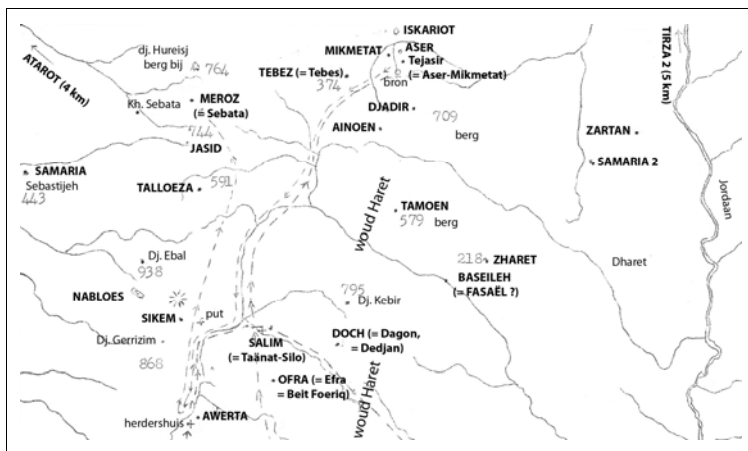 ISKARIOT
dj. Hureisj
berg bij
764
ATAROT (4 km)
MIKMETAT
ASER
Tejasir
(= Aser-Mikmetat)
TEBEZ (= Tebes)
374
bron
TIRZA 2 (5 km)
MEROZ
(= Sebata)
Kh. Sebata
744
DJADIR
709
berg
AINOEN
ZARTAN
JASID
SAMARIA
Sebastijeh
443
SAMARIA 2
TALLOEZA
591
Jordaan
woud Haret
TAMOEN
579
berg
Dj. Ebal
938
218
ZHARET
Dharet
BASEILEH
(= FASAËL ?)
NABLOES
795
Dj. Kebir
SIKEM
put
Dj. Gerrizim
868
SALIM
(= Taänat-Silo)
DOCH (= Dagon,
= Dedjan)
OFRA (= Efra
= Beit Foeriq)
woud Haret
AWERTA
herdershuis